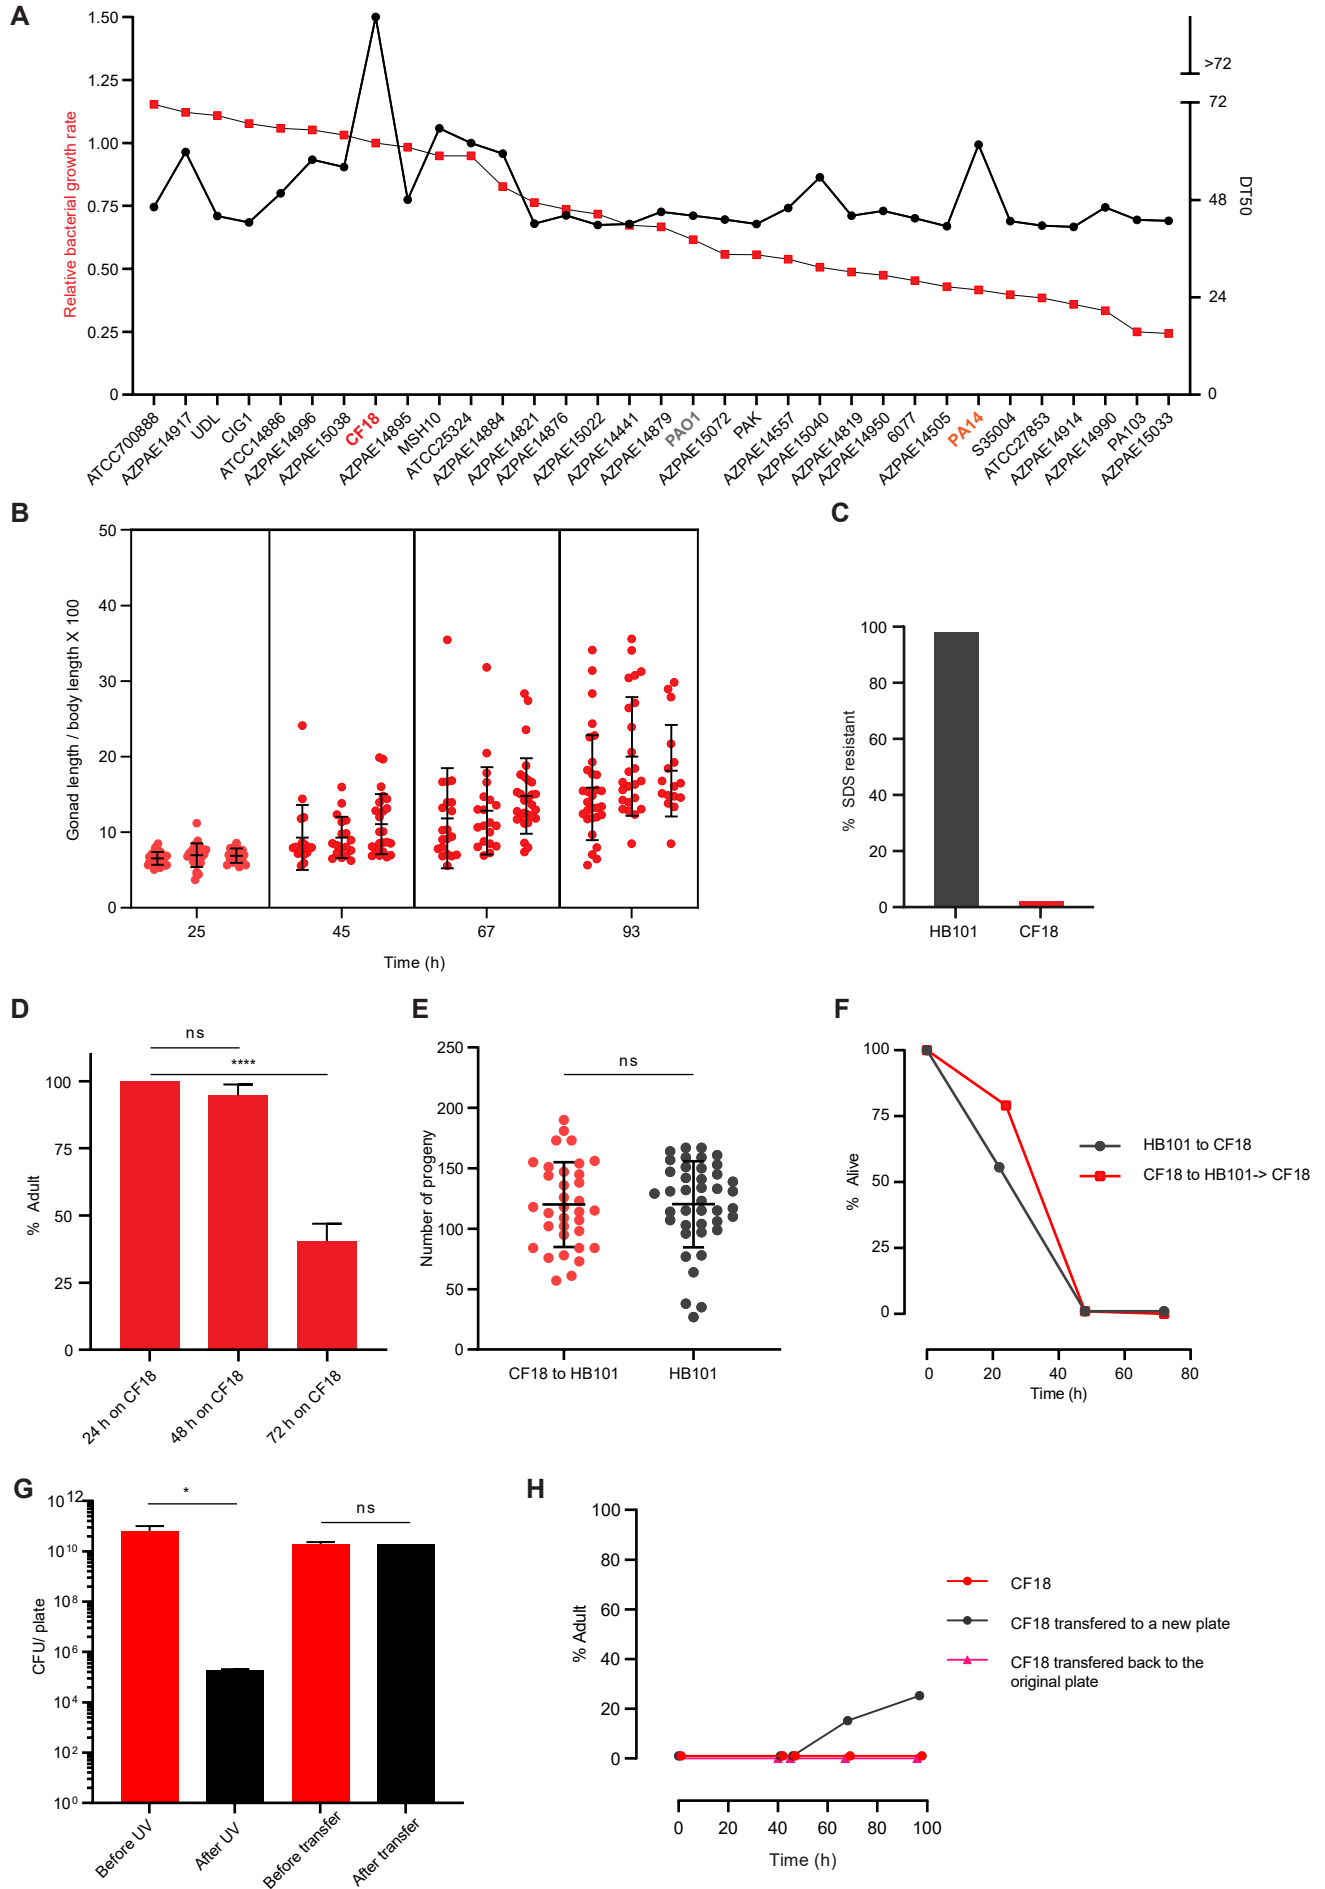 A
Relative bacterial growth rate
1.50
1.25
1.00
0.75
0.50
0.25
0
>72
72
48
24
0
DT50
ATCC700888
AZPAE14917
UDL
CIG1
ATCC14886
AZPAE14996
AZPAE15038
CF18
AZPAE14895
MSH10
ATCC25324
AZPAE14884
AZPAE14821
AZPAE14876
AZPAE15022
AZPAE14441
AZPAE14879
PAO1
AZPAE15072
PAK
AZPAE14557
AZPAE15040
AZPAE14819
AZPAE14950
6077
AZPAE14505
PA14
S35004
ATCC27853
AZPAE14914
AZPAE14990
PA103
AZPAE15033
B
Gonad length / body length X 100
50
40
30
20
10
0
25
45
67
93
Time (h)
C
% SDS resistant
100
80
60
40
20
0
HB101
CF18
D
ns
****
% Adult
100
75
50
25
0
24 h on CF18
48 h on CF18
72 h on CF18
E
ns
Number of progeny
250
200
150
100
50
0
CF18 to HB101
HB101
F
% Alive
100
75
50
25
0
0
20
40
60
80
Time (h)
HB101 to CF18
CF18 to HB101-> CF18
G
*
ns
CFU/ plate
10^12
10^10
10^8
10^6
10^4
10^2
10^0
Before UV
After UV
Before transfer
After transfer
H
% Adult
100
80
60
40
20
0
0
20
40
60
80
100
Time (h)
CF18
CF18 transfered to a new plate
CF18 transfered back to the
original plate